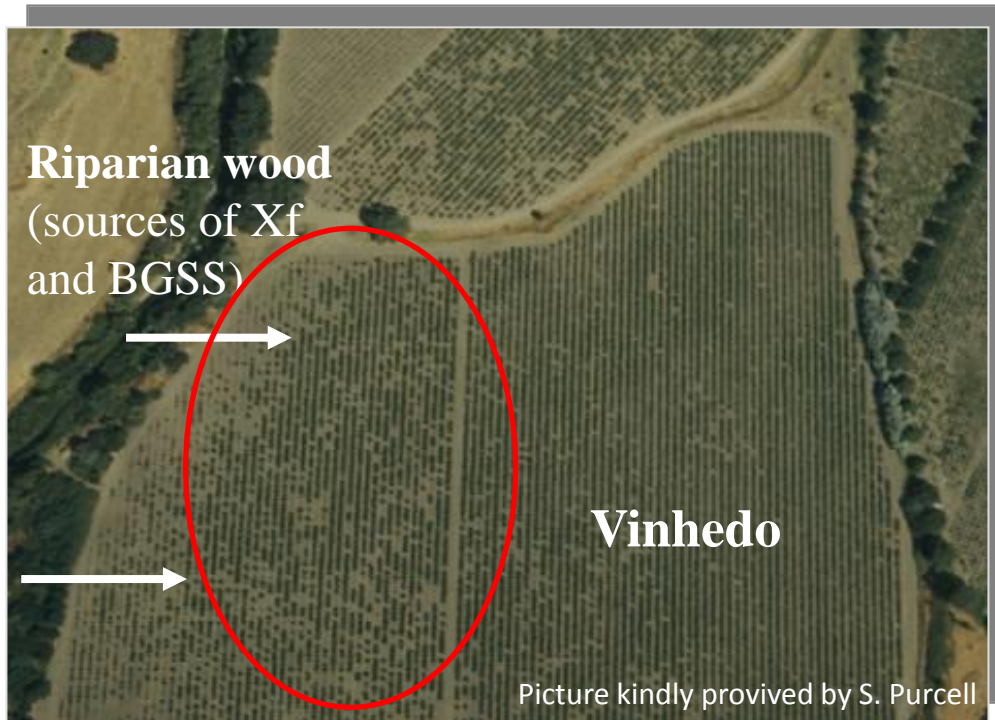 Riparian wood
(sources of Xf
and BGSS)
Vinhedo
Picture kindly provived by S. Purcell